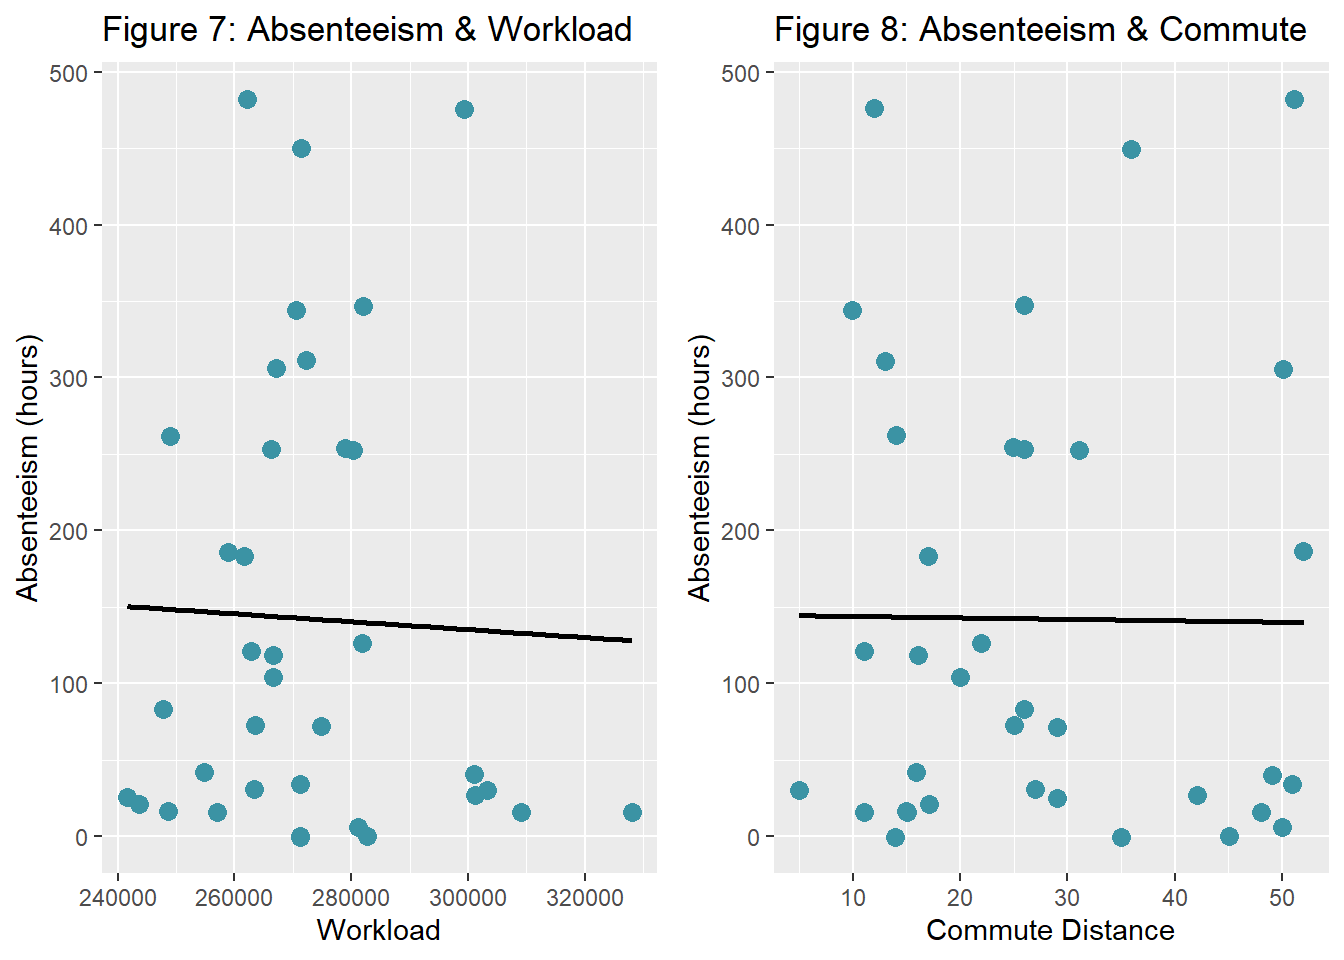 Figure 7: Absenteeism & Workload
500
400
300
200
100
0
Absenteeism (hours)
240000 260000 280000 300000 320000
Workload
Figure 8: Absenteeism & Commute
500
400
300
200
100
0
Absenteeism (hours)
10 20 30 40 50
Commute Distance